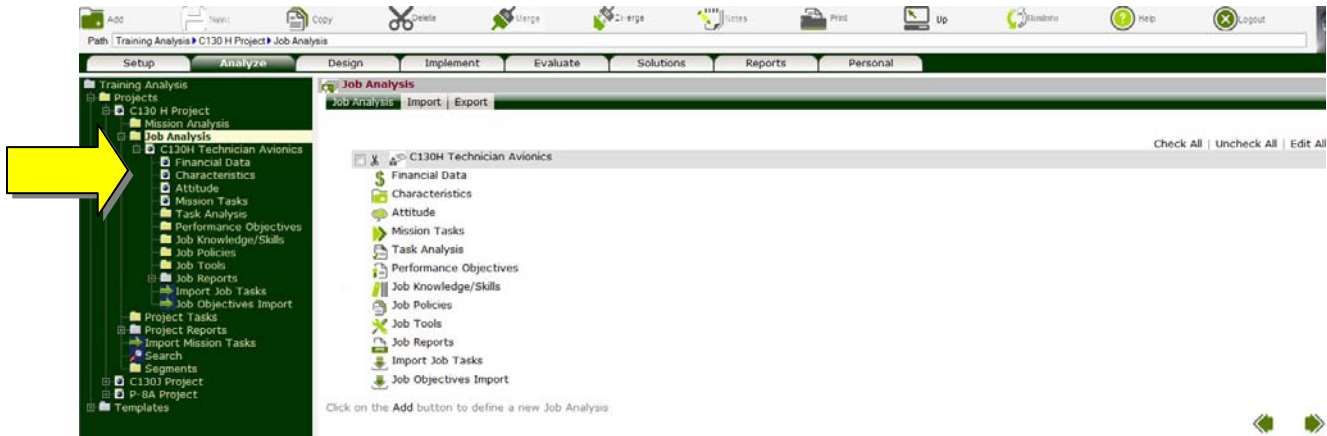 Add Copy Delete Merge Notes Print Up Help Logout
Path Training Analysis C130 H Project Job Analysis
Setup Analyze Design Implement Evaluate Solutions Reports Personal
Training Analysis
Projects
C130 H Project
Mission Analysis
Job Analysis
C130H Technician Avionics
Financial Data
Characteristics
Attitude
Mission Tasks
Task Analysis
Performance Objectives
Job Knowledge/Skills
Job Policies
Job Tools
Job Reports
Import Job Tasks
Job Objectives Import
Project Tasks
Project Reports
Import Mission Tasks
Search
Segments
C130J Project
P-8A Project
Templates
Job Analysis
Job Analysis Import Export
Check All | Uncheck All | Edit All
C130H Technician Avionics
Financial Data
Characteristics
Attitude
Mission Tasks
Task Analysis
Performance Objectives
Job Knowledge/Skills
Job Policies
Job Tools
Job Reports
Import Job Tasks
Job Objectives Import
Click on the Add button to define a new Job Analysis